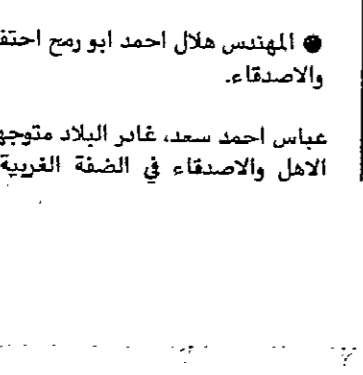 ● المهندس هلال احمد ابو رمح احتف
والاصدقاء.
عباس احمد سعد، غادر البلاد متوجه
الاهل والاصدقاء في الضفة الغربية